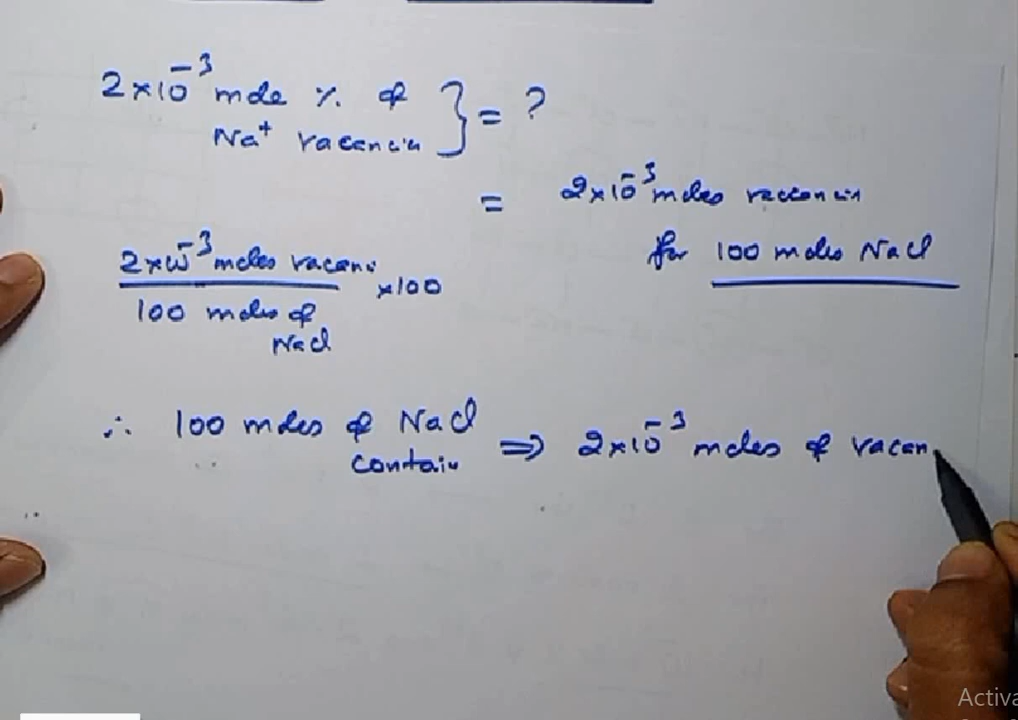 2×10⁻³ mole % of
Na⁺ vacancies } = ?
= 2×10⁻³ moles vacancies
for 100 moles NaCl
2×10⁻³ moles vacanc
100 moles of
NaCl
×100
∴ 100 moles of NaCl
contain ⇒ 2×10⁻³ moles of vacan
Activa